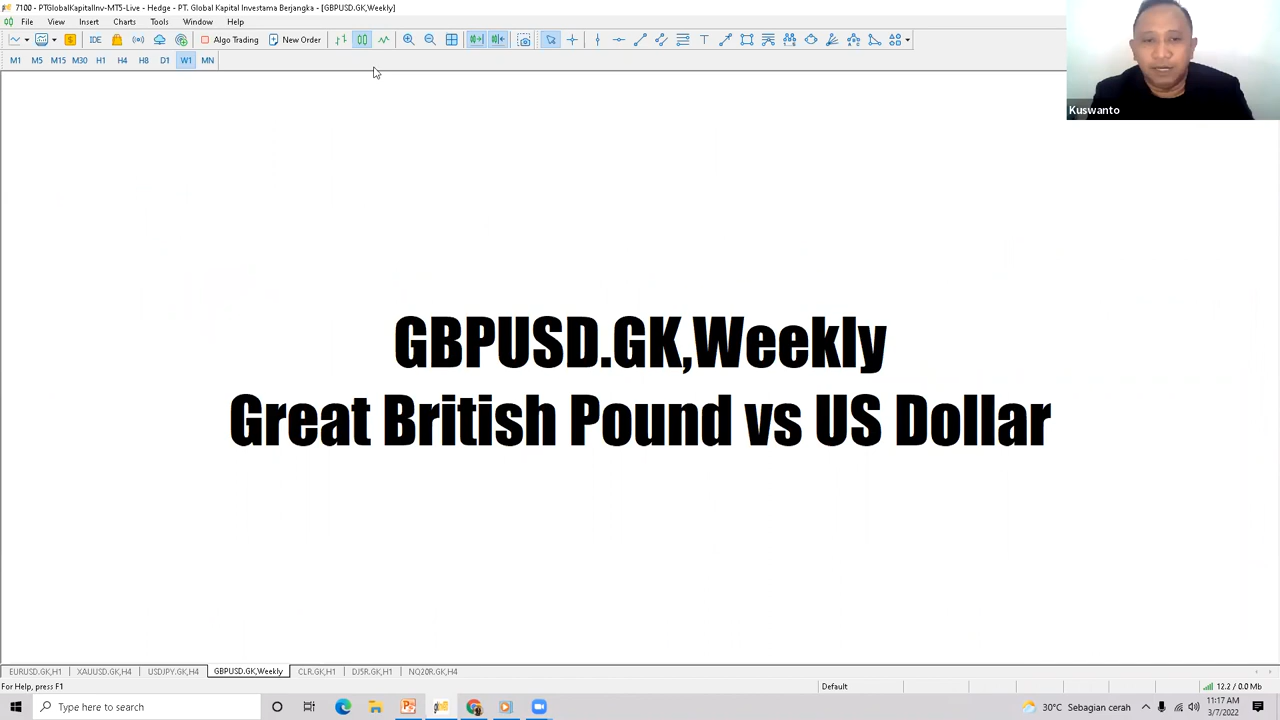 7100 - PTGlobalKapitalInv-MT5-Live - Hedge - PT. Global Kapital Investama Berjangka - [GBPUSD.GK,Weekly]
File View Insert Charts Tools Window Help
IDE Algo Trading New Order
M1 M5 M15 M30 H1 H4 H8 D1 W1 MN
Kuswanto
GBPUSD.GK,Weekly
Great British Pound vs US Dollar
EURUSD.GK,H1 XAUUSD.GK,H4 USDJPY.GK,H4 GBPUSD.GK,Weekly CLR.GK,H1 DJ5R.GK,H1 NQ20R.GK,H4
For Help, press F1 Default 12.2 / 0.0 Mb
Type here to search 30°C Sebagian cerah 11:17 AM
3/7/2022